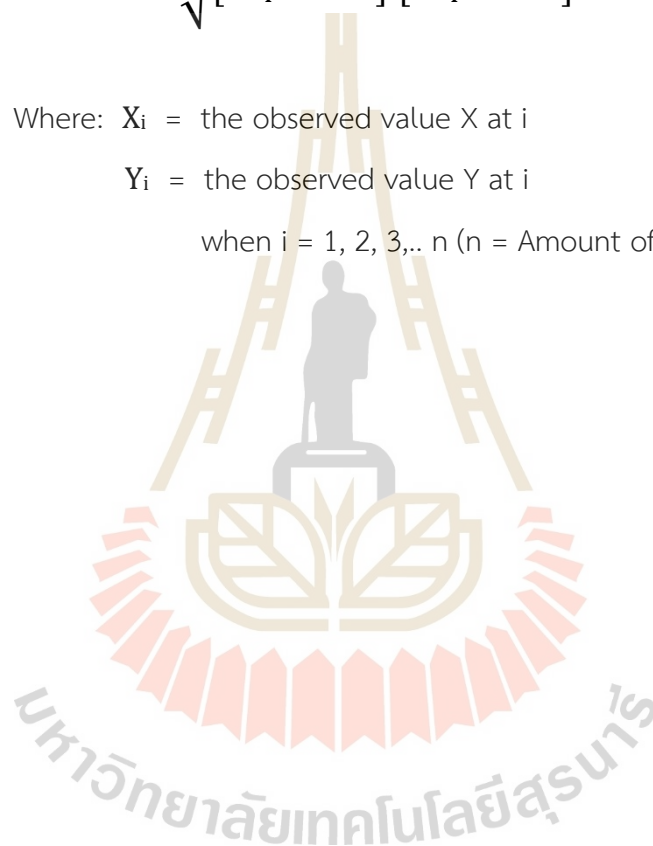 Where: Xi = the observed value X at i
Yi = the observed value Y at i
when i = 1, 2, 3,.. n (n = Amount of
มหาวิทยาลัยเทคโนโลยีสุรนารี